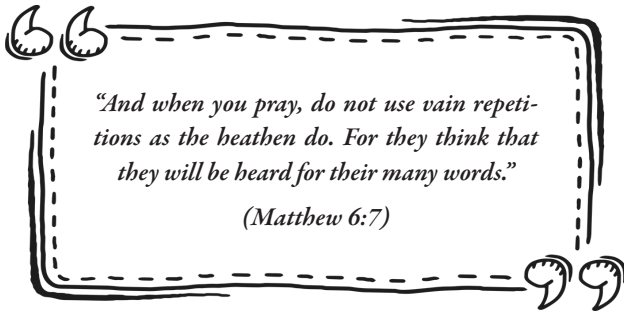 “And when you pray, do not use vain repeti-
tions as the heathen do. For they think that
they will be heard for their many words.”
(Matthew 6:7)